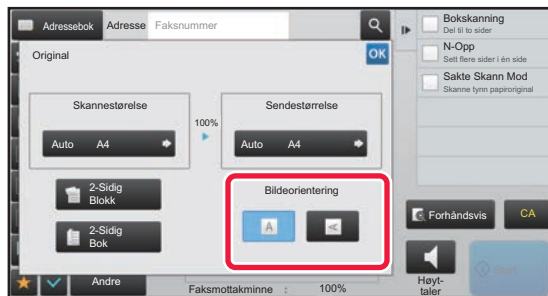 Adressebok
Adresse
Faksnummer
Bokskanning
Del til to sider
N-Opp
Sett flere sider i én side
Sakte Skann Mod
Skanne tynn papiroriginal
Original
OK
Skannestørelse
100%
Sendestørrelse
Auto A4
Auto A4
2-Sidig
Blokk
2-Sidig
Bok
Bildeorientering
A
A
Forhåndsvis
CA
Høyt-
taler
Start
Andre
Faksmottakminne : 100%